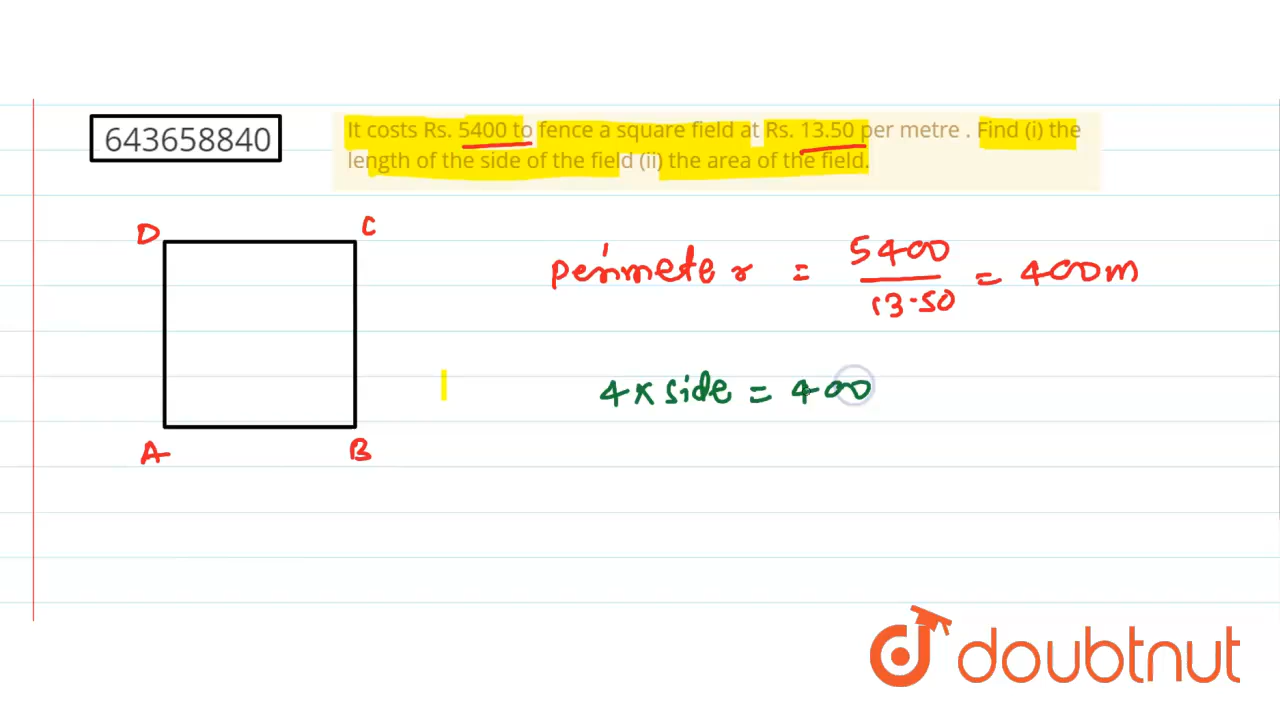 643658840
It costs Rs. 5400 to fence a square field at Rs. 13.50 per metre . Find (i) the
length of the side of the field (ii) the area of the field.
D C
perimeter = 5400 / 13.50 = 400m
4 x side = 400
A B
doubtnut